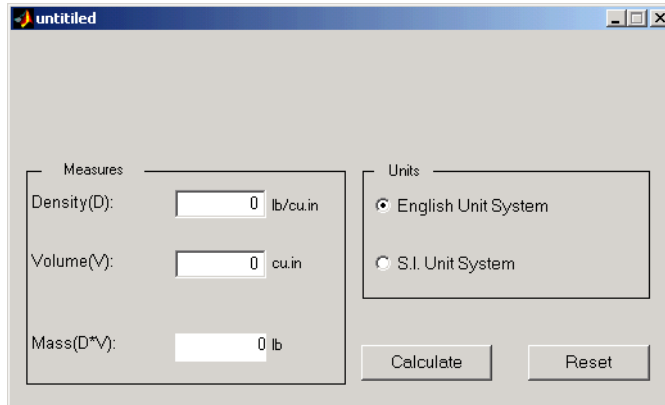 untitiled
Measures
Density(D): 0 lb/cu.in
Volume(V): 0 cu.in
Mass(D*V): 0 lb
Units
English Unit System
S.I. Unit System
Calculate Reset